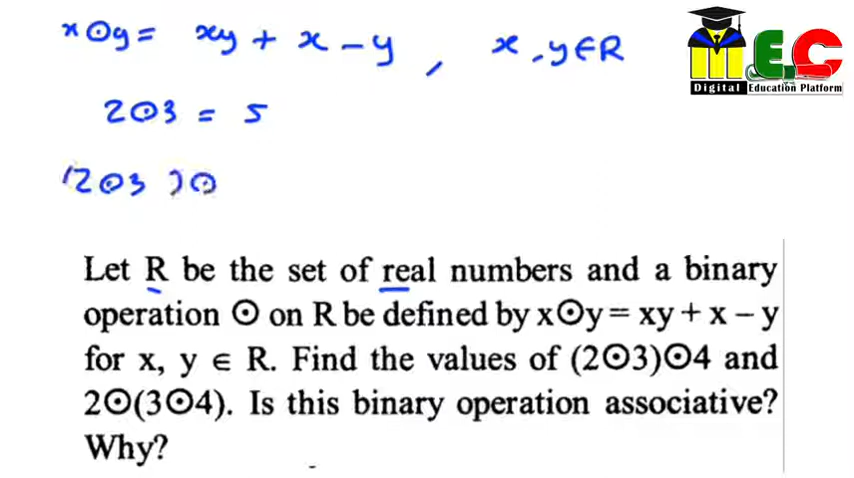 x⊙y = xy + x - y , x, y ∈ R
MEC
Digital Education Platform
2⊙3 = 5
(2⊙3)⊙
Let R be the set of real numbers and a binary
operation ⊙ on R be defined by x⊙y = xy + x – y
for x, y ∈ R. Find the values of (2⊙3)⊙4 and
2⊙(3⊙4). Is this binary operation associative?
Why?